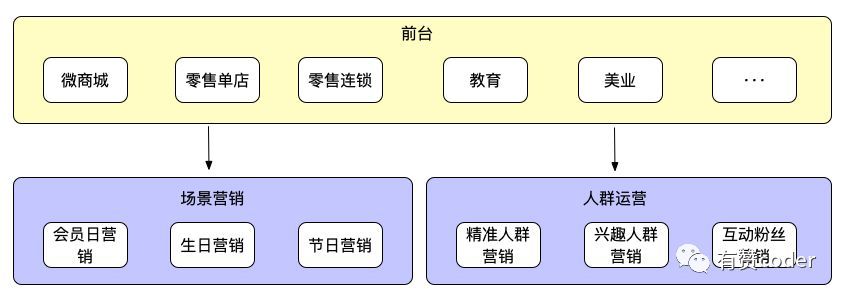 前台
微商城
零售单店
零售连锁
教育
美业
...
场景营销
人群运营
会员日营
销
生日营销
节日营销
精准人群
营销
兴趣人群
营销
互动粉丝
营销
有赞coder